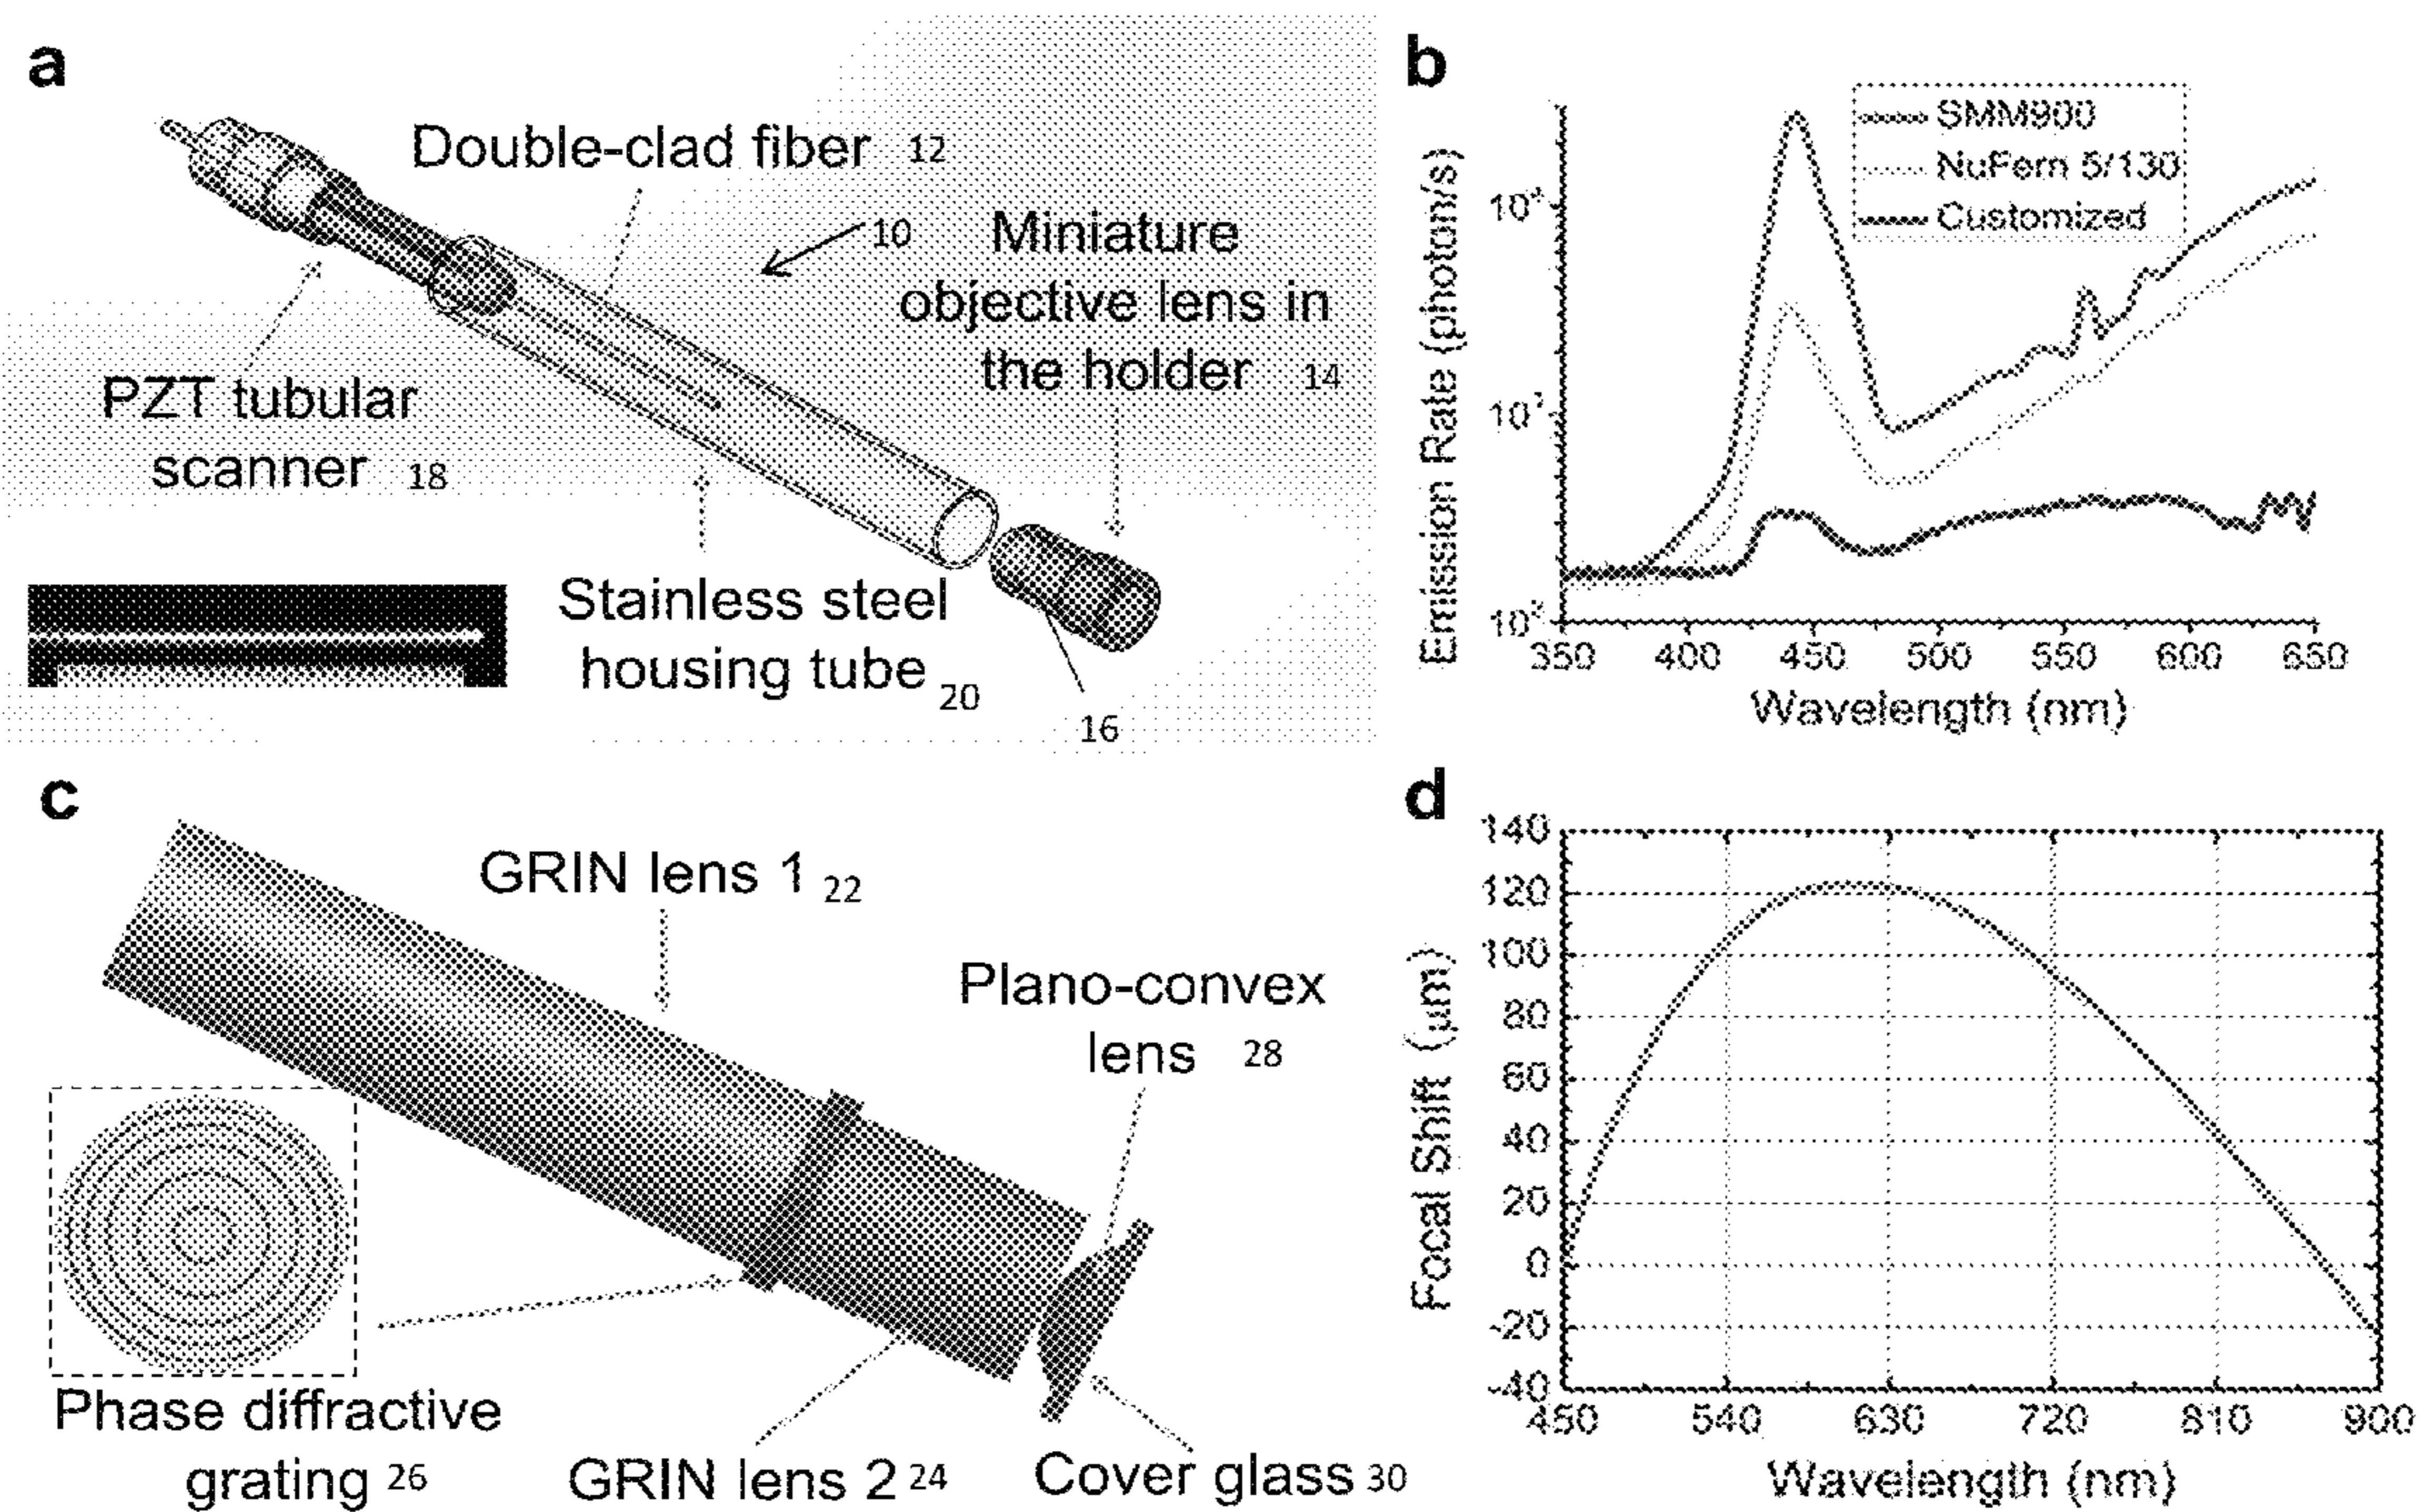 a
Double-clad fiber 12
10
Miniature
objective lens in
the holder 14
PZT tubular
scanner 18
Stainless steel
housing tube 20
16
b
SMM900
NuFern 5/130
Customized
Emission Rate (photon/s)
10⁷
350 400 450 500 550 600 650
Wavelength (nm)
c
GRIN lens 1 22
Plano-convex
lens 28
Phase diffractive
grating 26
GRIN lens 2 24
Cover glass 30
d
Focal Shift (µm)
140
120
100
80
60
40
20
0
-20
-40
450 540 630 720 810 900
Wavelength (nm)